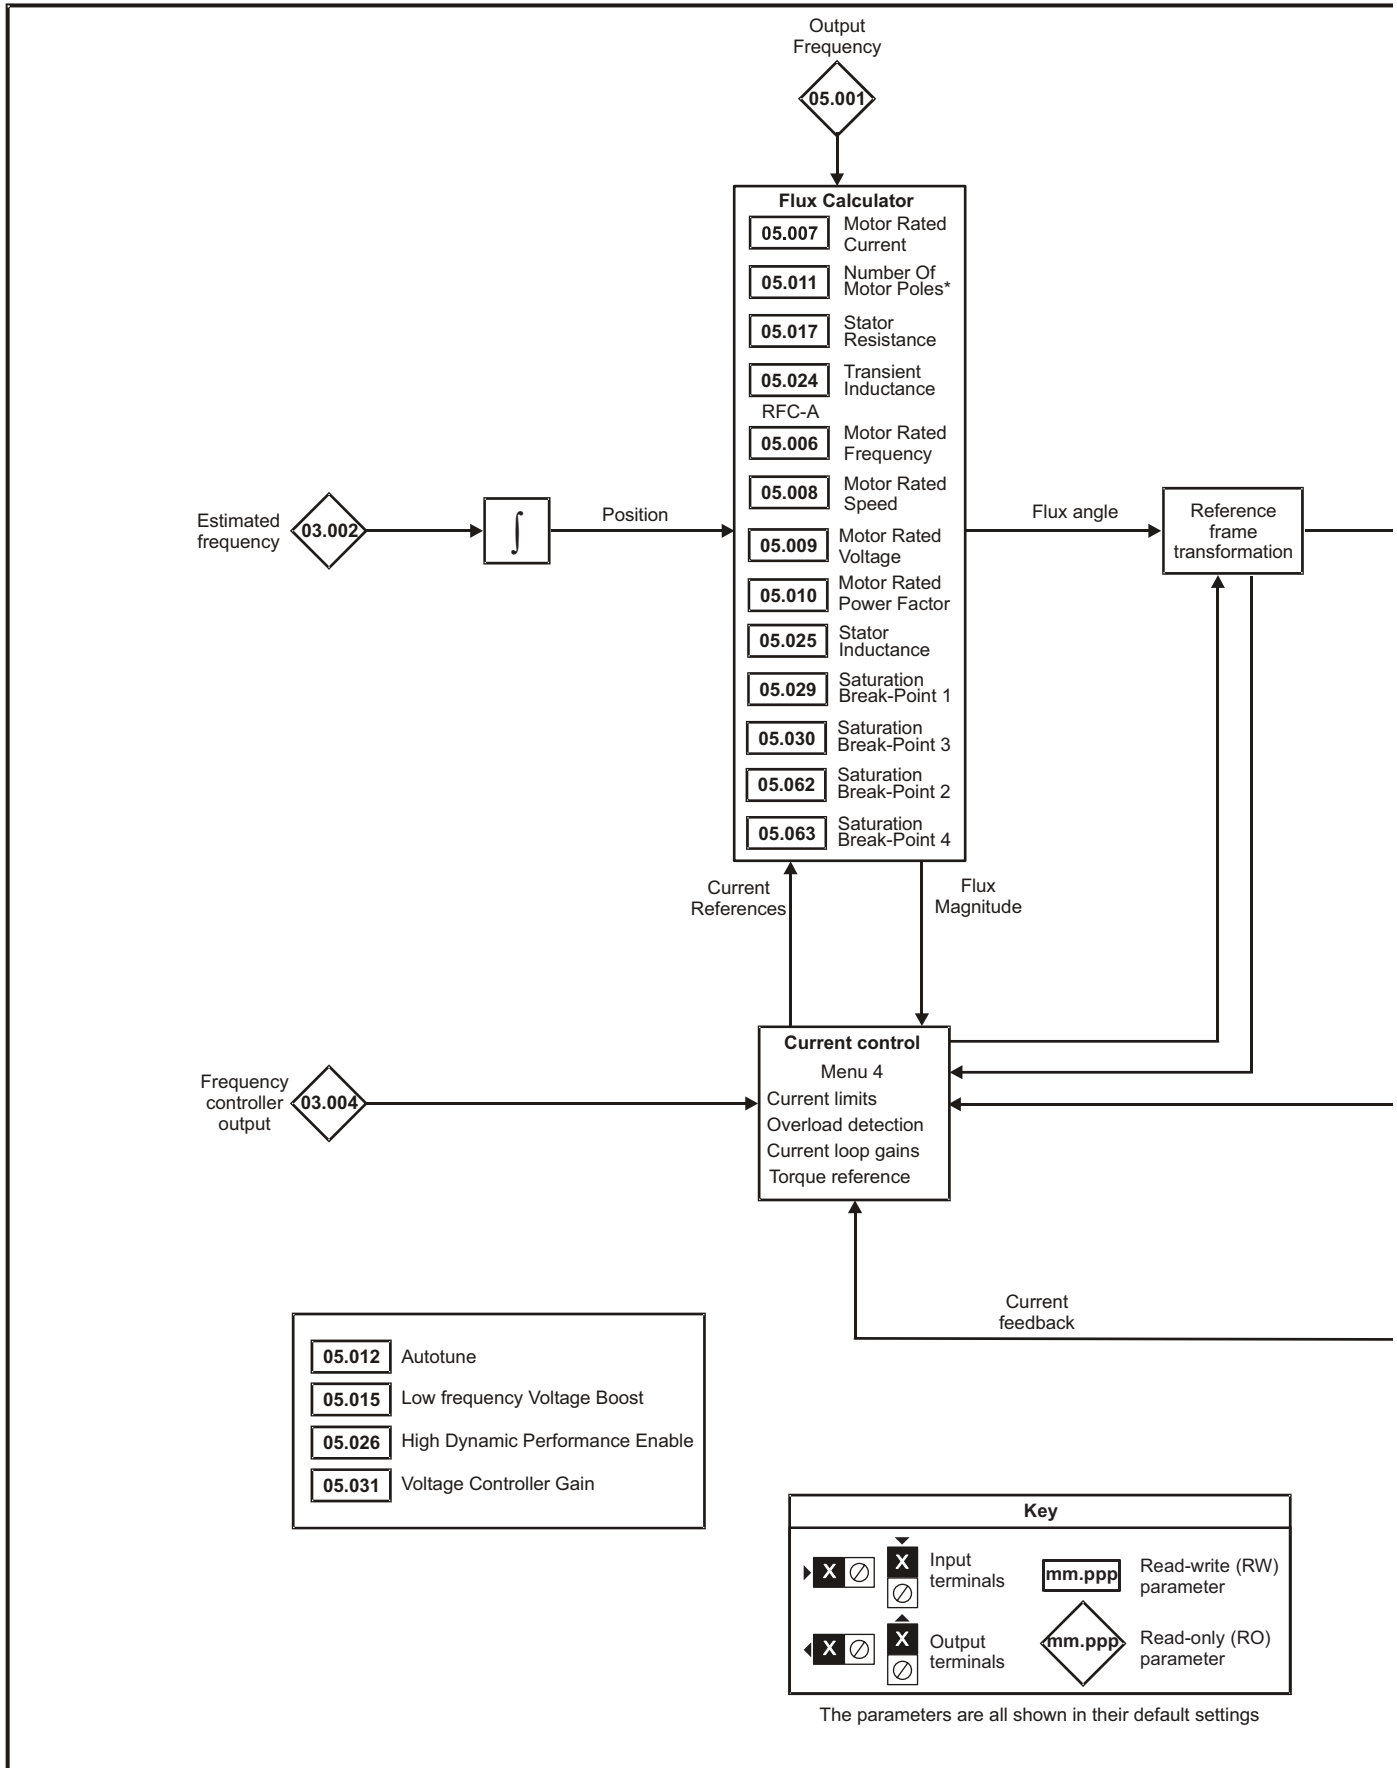 Output
Frequency
05.001
Flux Calculator
05.007
Motor Rated
Current
05.011
Number Of
Motor Poles*
05.017
Stator
Resistance
05.024
Transient
Inductance
RFC-A
05.006
Motor Rated
Frequency
05.008
Motor Rated
Speed
05.009
Motor Rated
Voltage
05.010
Motor Rated
Power Factor
05.025
Stator
Inductance
05.029
Saturation
Break-Point 1
05.030
Saturation
Break-Point 3
05.062
Saturation
Break-Point 2
05.063
Saturation
Break-Point 4
Estimated
frequency
03.002
∫
Position
Flux angle
Reference
frame
transformation
Current
References
Flux
Magnitude
Frequency
controller
output
03.004
Current control
Menu 4
Current limits
Overload detection
Current loop gains
Torque reference
Current
feedback
05.012 Autotune
05.015 Low frequency Voltage Boost
05.026 High Dynamic Performance Enable
05.031 Voltage Controller Gain
Key
X
X
Input
terminals
mm.ppp
Read-write (RW)
parameter
X
X
Output
terminals
mm.ppp
Read-only (RO)
parameter
The parameters are all shown in their default settings